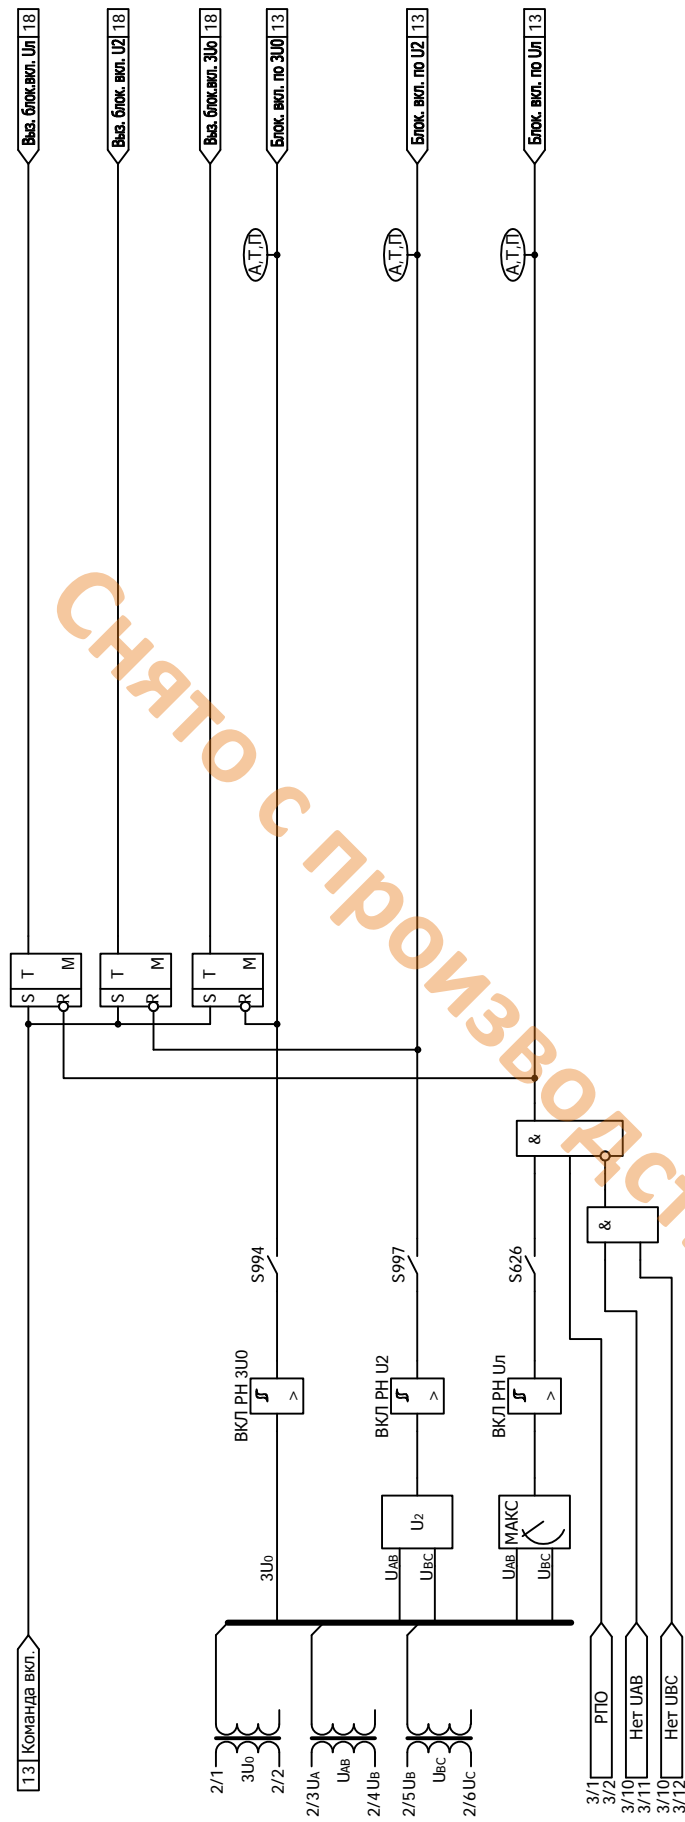 18 Выз. блок.вкл. Uл
18 Выз. блок. вкл. U2
18 Выз. блок.вкл. 3Uо
13 Блок. вкл. по 3U0
13 Блок. вкл. по U2
13 Блок. вкл. по Uл
А,Т,П
А,Т,П
А,Т,П
Снято с производст
S T
R M
S T
R M
S T
R M
&
&
S994
S997
S626
ВКЛ РН 3U0
>
ВКЛ РН U2
>
ВКЛ РН Uл
>
3U0
U2
UAB
UBC
МАКС
UAB
UBC
13 Команда вкл.
2/1
3U0
2/2
2/3 UA
UAB
2/4 UB
2/5 UB
UBC
2/6 UC
3/1
3/2
РПО
3/10
3/11
Нет UAB
3/10
3/12
Нет UBC